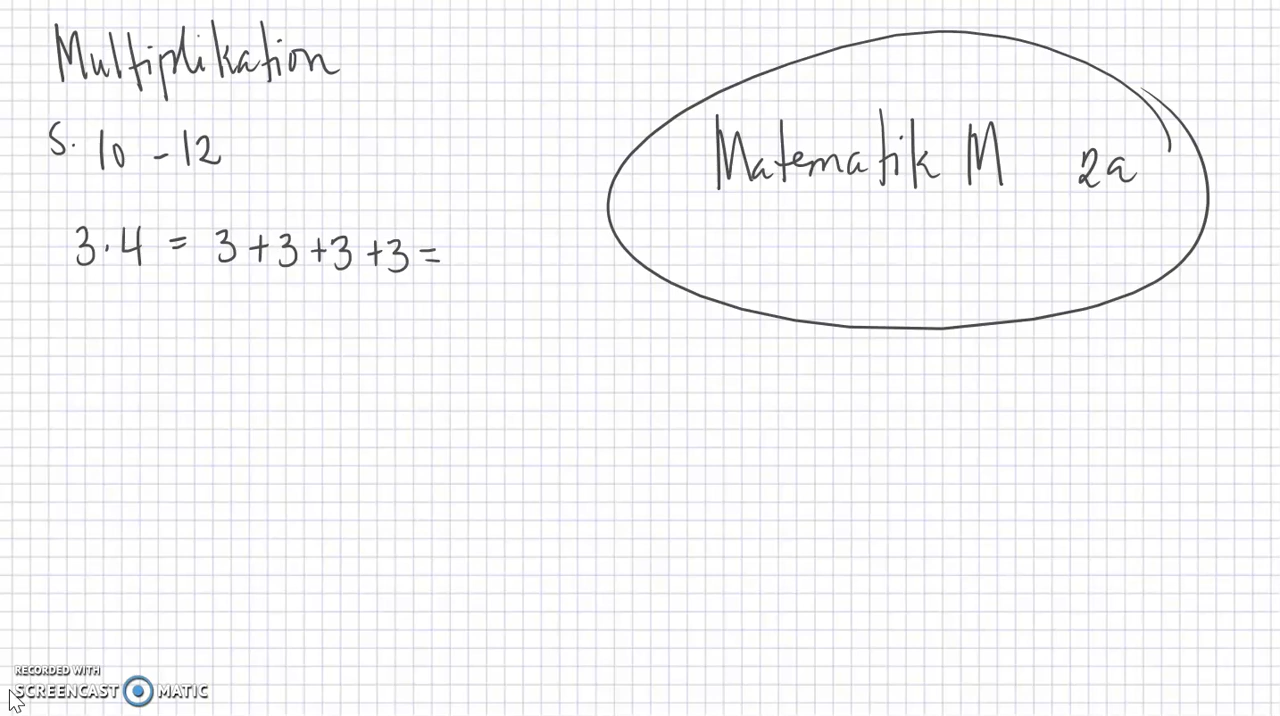 Multiplikation
S. 10 - 12
3 · 4 = 3 + 3 + 3 + 3 =
Matematik M 2a
RECORDED WITH
SCREENCAST MATIC